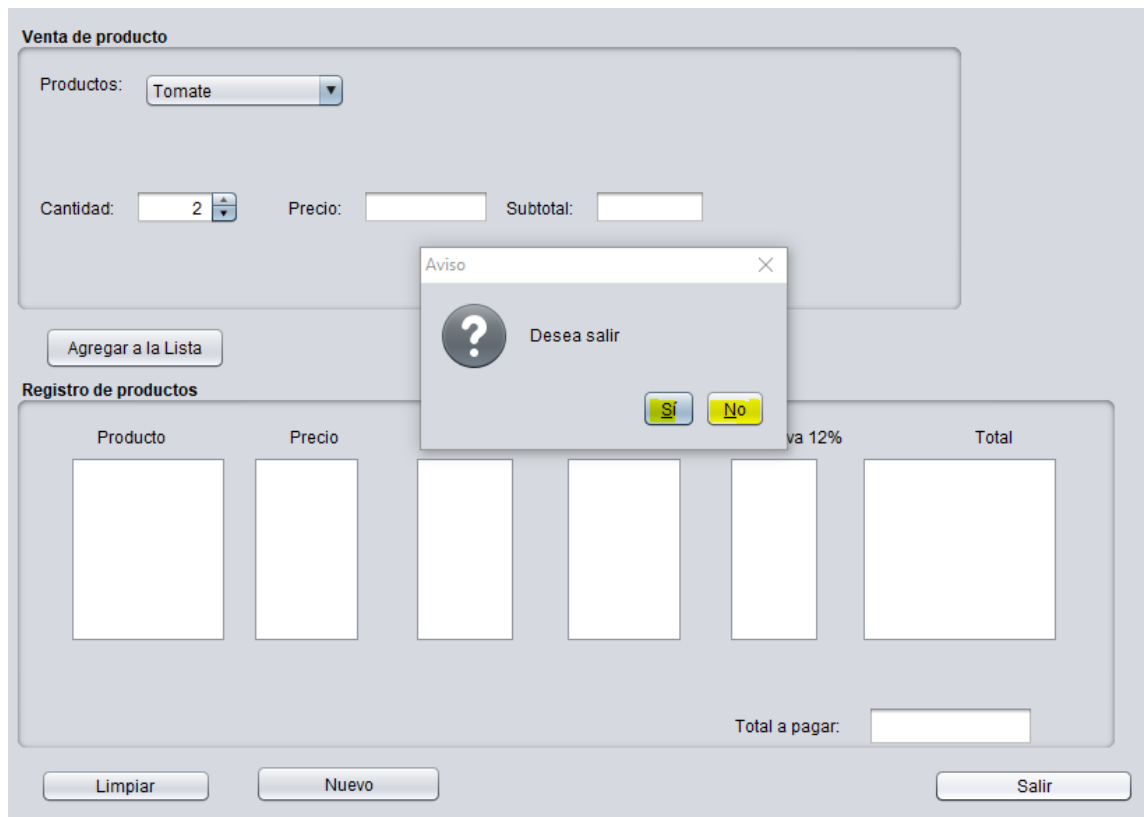 Venta de producto
Productos: Tomate
Cantidad: 2 Precio: Subtotal:
Aviso
Desea salir
Sí No
Agregar a la Lista
Registro de productos
Producto Precio va 12% Total
Total a pagar:
Limpiar Nuevo Salir